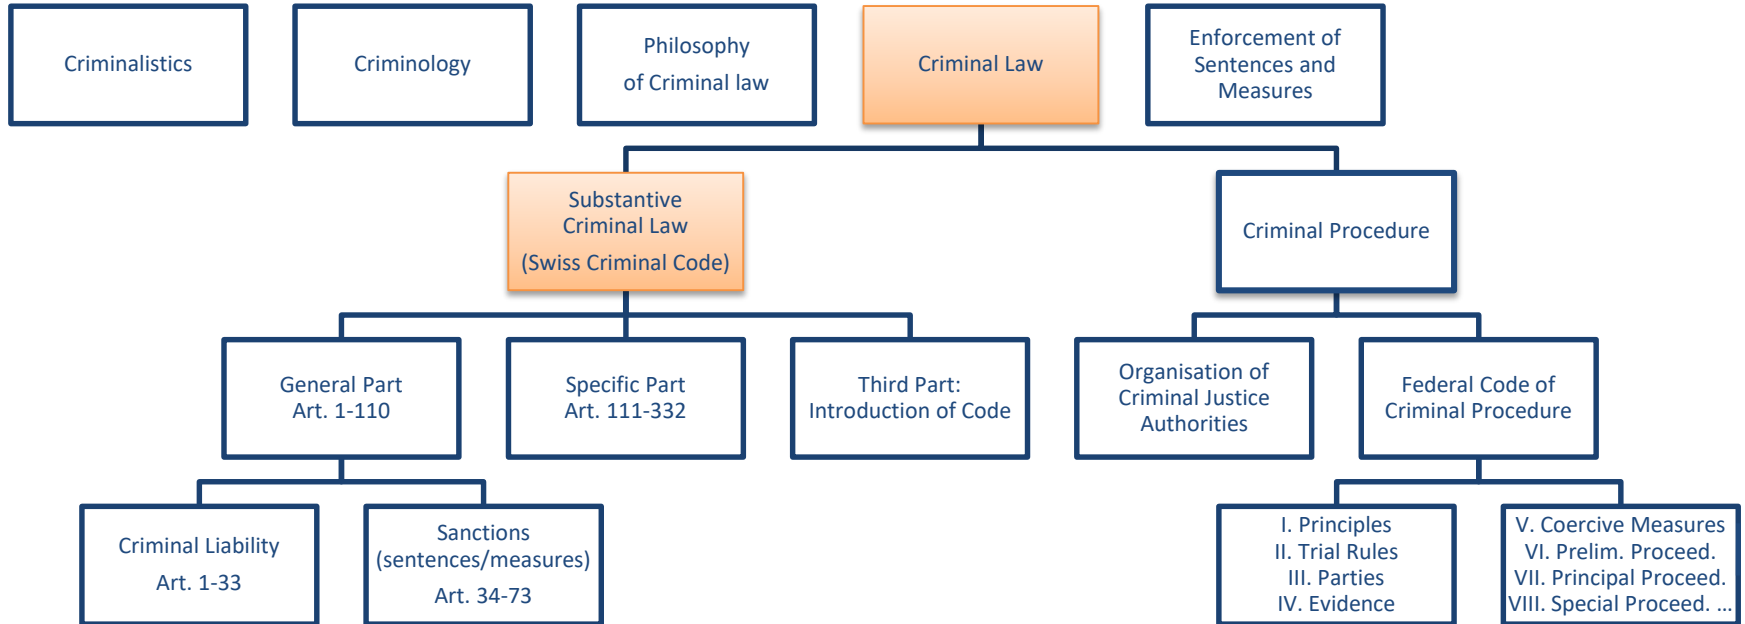 Criminalistics
Criminology
Philosophy
of Criminal law
Criminal Law
Enforcement of
Sentences and
Measures
Substantive
Criminal Law
(Swiss Criminal Code)
Criminal Procedure
General Part
Art. 1-110
Specific Part
Art. 111-332
Third Part:
Introduction of Code
Organisation of
Criminal Justice
Authorities
Federal Code of
Criminal Procedure
Criminal Liability
Art. 1-33
Sanctions
(sentences/measures)
Art. 34-73
I. Principles
II. Trial Rules
III. Parties
IV. Evidence
V. Coercive Measures
VI. Prelim. Proceed.
VII. Principal Proceed.
VIII. Special Proceed. ...